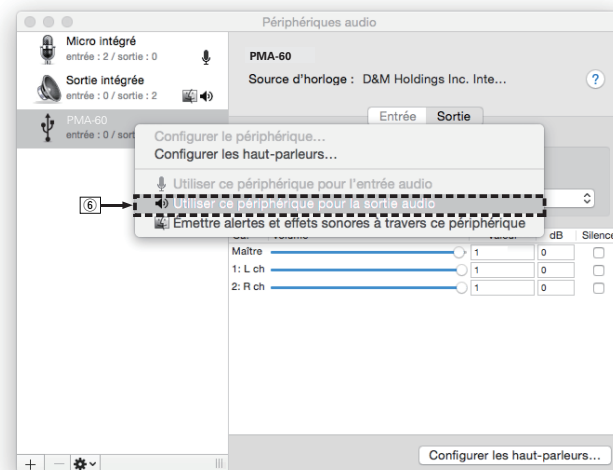 Périphériques audio
Micro intégré
entrée : 2 / sortie : 0
Sortie intégrée
entrée : 0 / sortie : 2
PMA-60
entrée : 0 /
PMA-60
Source d'horloge : D&M Holdings Inc. Inte...
?
Entrée Sortie
Configurer le périphérique...
Configurer les haut-parleurs...
Utiliser ce périphérique pour l'entrée audio
⑥ Utiliser ce périphérique pour la sortie audio
Émettre alertes et effets sonores à travers ce périphérique
Volume Valeur dB Silence
Maître 1 0
1: L ch 1 0
2: R ch 1 0
+ −
Configurer les haut-parleurs...